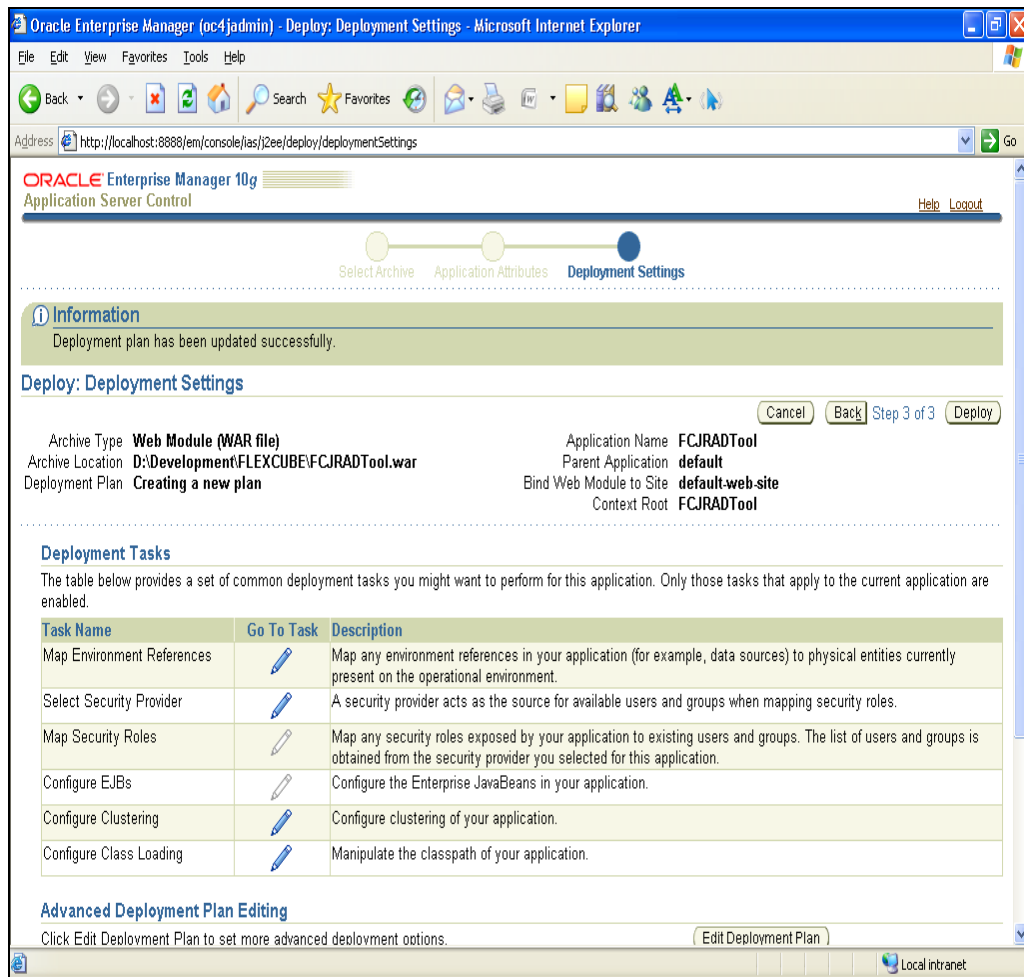 Oracle Enterprise Manager (oc4jadmin) - Deploy: Deployment Settings - Microsoft Internet Explorer
File Edit View Favorites Tools Help
Back Search Favorites
Address http://localhost:8888/em/console/ias/j2ee/deploy/deploymentSettings Go
ORACLE Enterprise Manager 10g
Application Server Control
Help Logout
Select Archive Application Attributes Deployment Settings
Information
Deployment plan has been updated successfully.
Deploy: Deployment Settings
Cancel Back Step 3 of 3 Deploy
Archive Type Web Module (WAR file)
Archive Location D:\Development\FLEXCUBE\FCJRADTool.war
Deployment Plan Creating a new plan
Application Name FCJRADTool
Parent Application default
Bind Web Module to Site default-web-site
Context Root FCJRADTool
Deployment Tasks
The table below provides a set of common deployment tasks you might want to perform for this application. Only those tasks that apply to the current application are
enabled.
Task Name Go To Task Description
Map Environment References Map any environment references in your application (for example, data sources) to physical entities currently
present on the operational environment.
Select Security Provider A security provider acts as the source for available users and groups when mapping security roles.
Map Security Roles Map any security roles exposed by your application to existing users and groups. The list of users and groups is
obtained from the security provider you selected for this application.
Configure EJBs Configure the Enterprise JavaBeans in your application.
Configure Clustering Configure clustering of your application.
Configure Class Loading Manipulate the classpath of your application.
Advanced Deployment Plan Editing
Click Edit Deployment Plan to set more advanced deployment options. Edit Deployment Plan
Local intranet